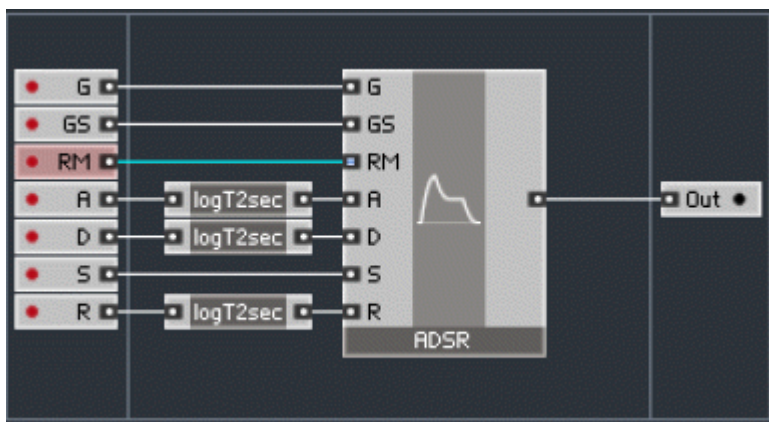 G G
GS GS
RM RM
A logT2sec A Out
D logT2sec D
S S
R logT2sec R
ADSR